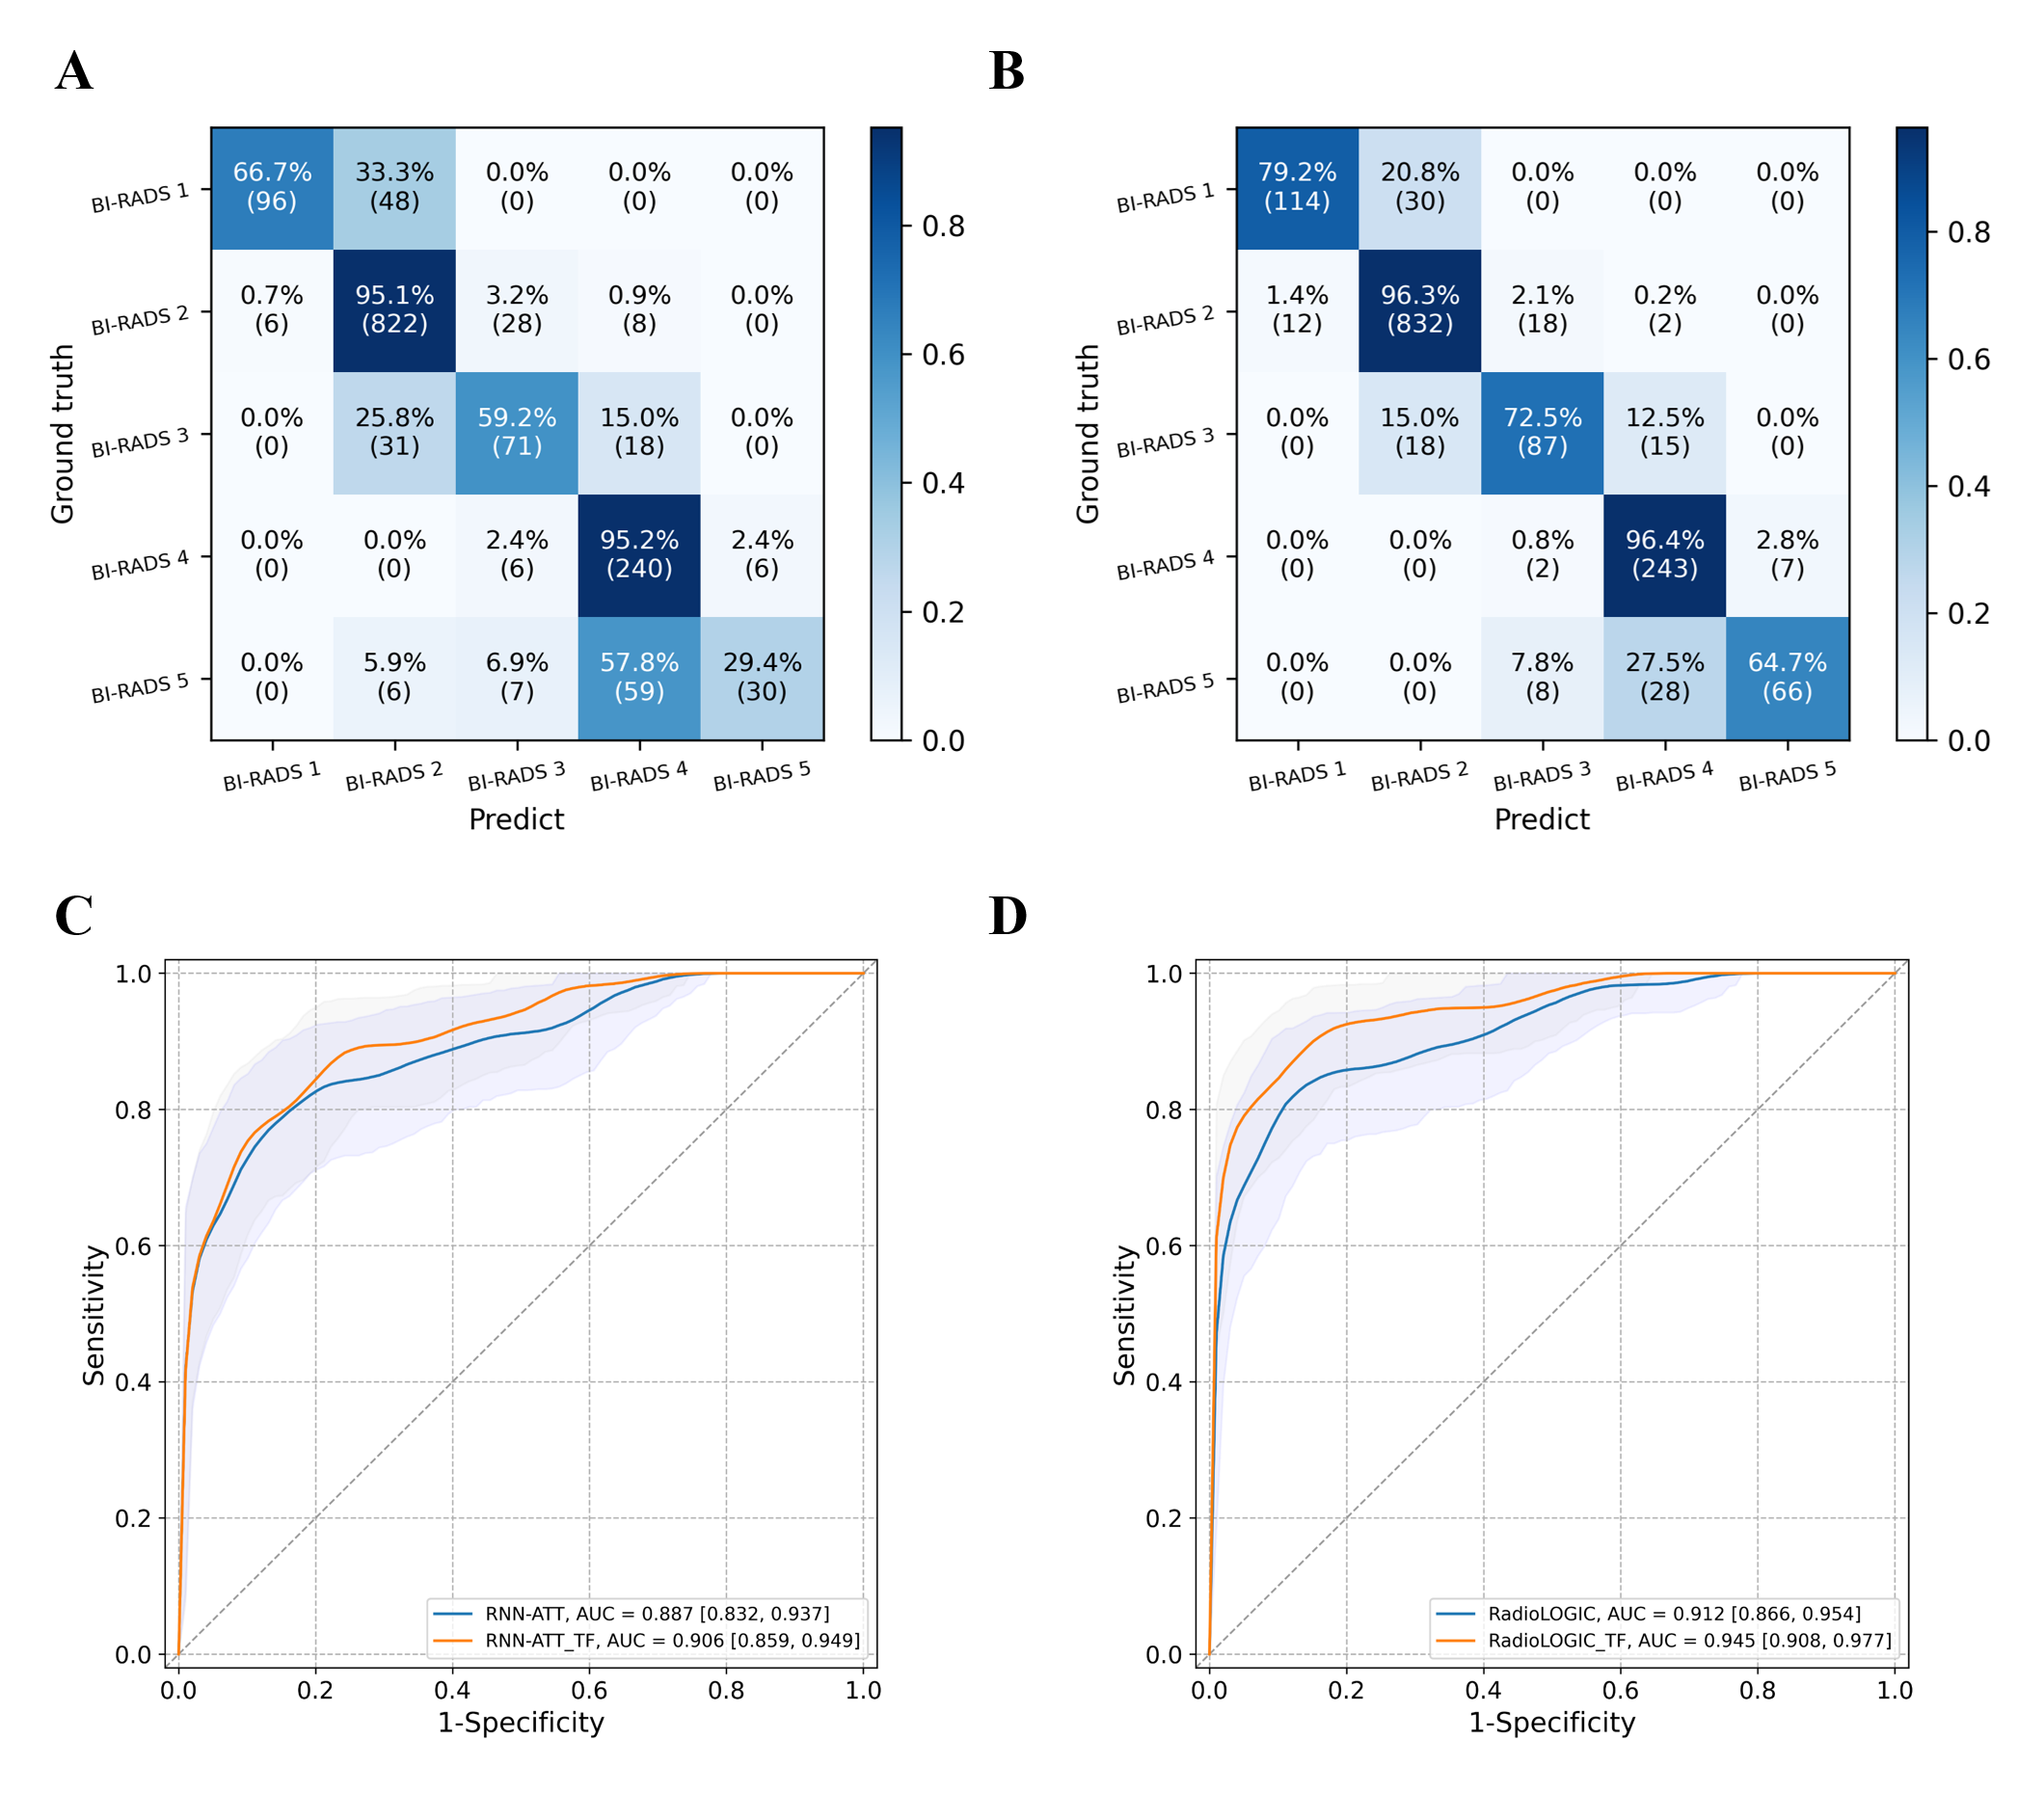 A
BI-RADS 1
66.7% 33.3% 0.0% 0.0% 0.0%
(96) (48) (0) (0) (0)
BI-RADS 2
0.7% 95.1% 3.2% 0.9% 0.0%
(6) (822) (28) (8) (0)
BI-RADS 3
0.0% 25.8% 59.2% 15.0% 0.0%
(0) (31) (71) (18) (0)
BI-RADS 4
0.0% 0.0% 2.4% 95.2% 2.4%
(0) (0) (6) (240) (6)
BI-RADS 5
0.0% 5.9% 6.9% 57.8% 29.4%
(0) (6) (7) (59) (30)
Ground truth
BI-RADS 1 BI-RADS 2 BI-RADS 3 BI-RADS 4 BI-RADS 5
Predict
0.8
0.6
0.4
0.2
0.0
B
BI-RADS 1
79.2% 20.8% 0.0% 0.0% 0.0%
(114) (30) (0) (0) (0)
BI-RADS 2
1.4% 96.3% 2.1% 0.2% 0.0%
(12) (832) (18) (2) (0)
BI-RADS 3
0.0% 15.0% 72.5% 12.5% 0.0%
(0) (18) (87) (15) (0)
BI-RADS 4
0.0% 0.0% 0.8% 96.4% 2.8%
(0) (0) (2) (243) (7)
BI-RADS 5
0.0% 0.0% 7.8% 27.5% 64.7%
(0) (0) (8) (28) (66)
Ground truth
BI-RADS 1 BI-RADS 2 BI-RADS 3 BI-RADS 4 BI-RADS 5
Predict
0.8
0.6
0.4
0.2
0.0
C
1.0
0.8
0.6
0.4
0.2
0.0
Sensitivity
RNN-ATT, AUC = 0.887 [0.832, 0.937]
RNN-ATT_TF, AUC = 0.906 [0.859, 0.949]
0.0 0.2 0.4 0.6 0.8 1.0
1-Specificity
D
1.0
0.8
0.6
0.4
0.2
0.0
Sensitivity
RadioLOGIC, AUC = 0.912 [0.866, 0.954]
RadioLOGIC_TF, AUC = 0.945 [0.908, 0.977]
0.0 0.2 0.4 0.6 0.8 1.0
1-Specificity